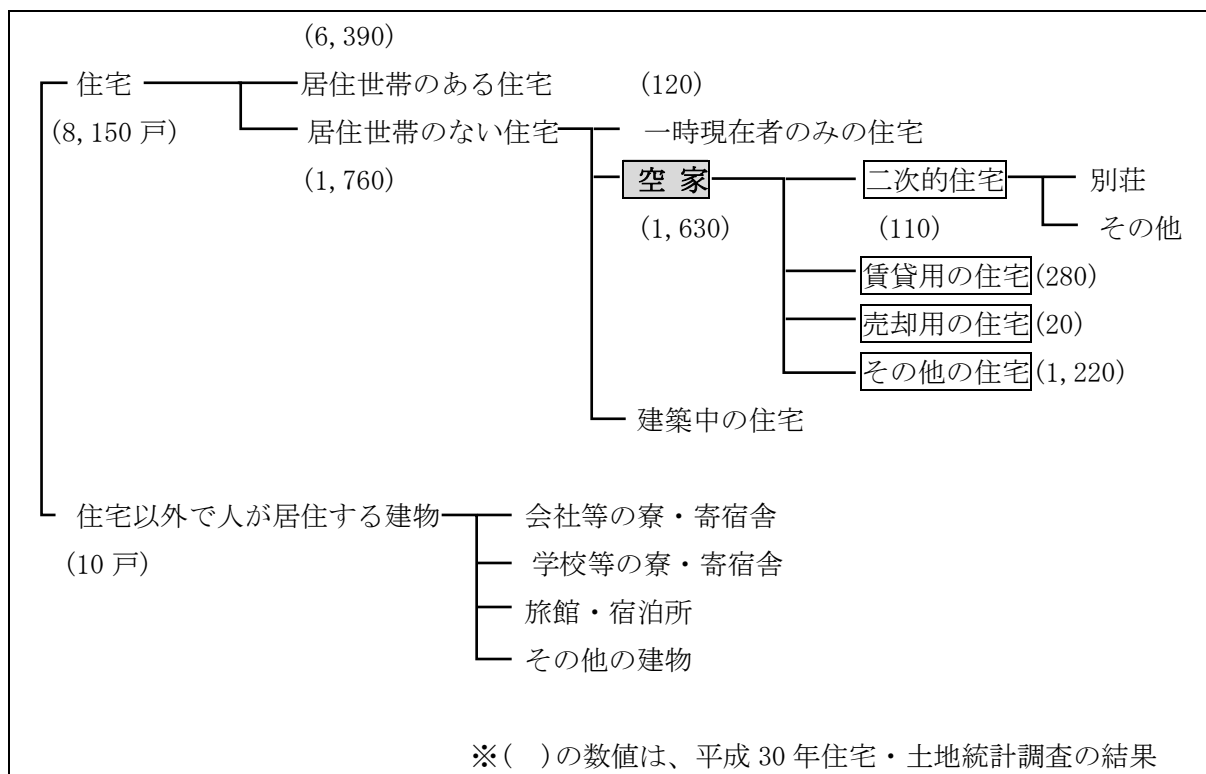 (6,390)
住宅 居住世帯のある住宅 (120)
(8,150 戸) 居住世帯のない住宅 一時現在者のみの住宅
(1,760) 空 家 二次的住宅 別荘
(1,630) (110) その他
賃貸用の住宅(280)
売却用の住宅(20)
その他の住宅(1,220)
建築中の住宅
住宅以外で人が居住する建物 会社等の寮・寄宿舎
(10 戸) 学校等の寮・寄宿舎
旅館・宿泊所
その他の建物
※( )の数値は、平成 30 年住宅・土地統計調査の結果